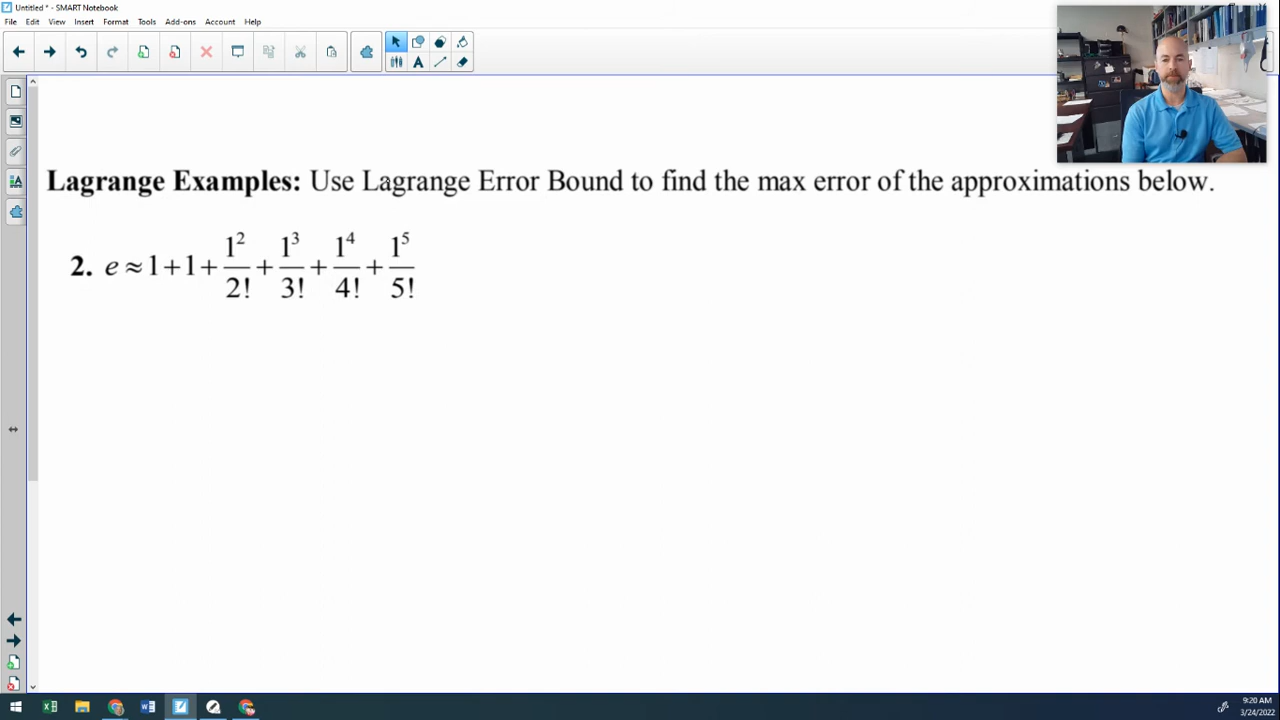 Untitled * - SMART Notebook
File Edit View Insert Format Tools Add-ons Account Help
Lagrange Examples: Use Lagrange Error Bound to find the max error of the approximations below.
2. e ≈ 1 + 1 + 1²/2! + 1³/3! + 1⁴/4! + 1⁵/5!
9:20 AM
3/24/2022